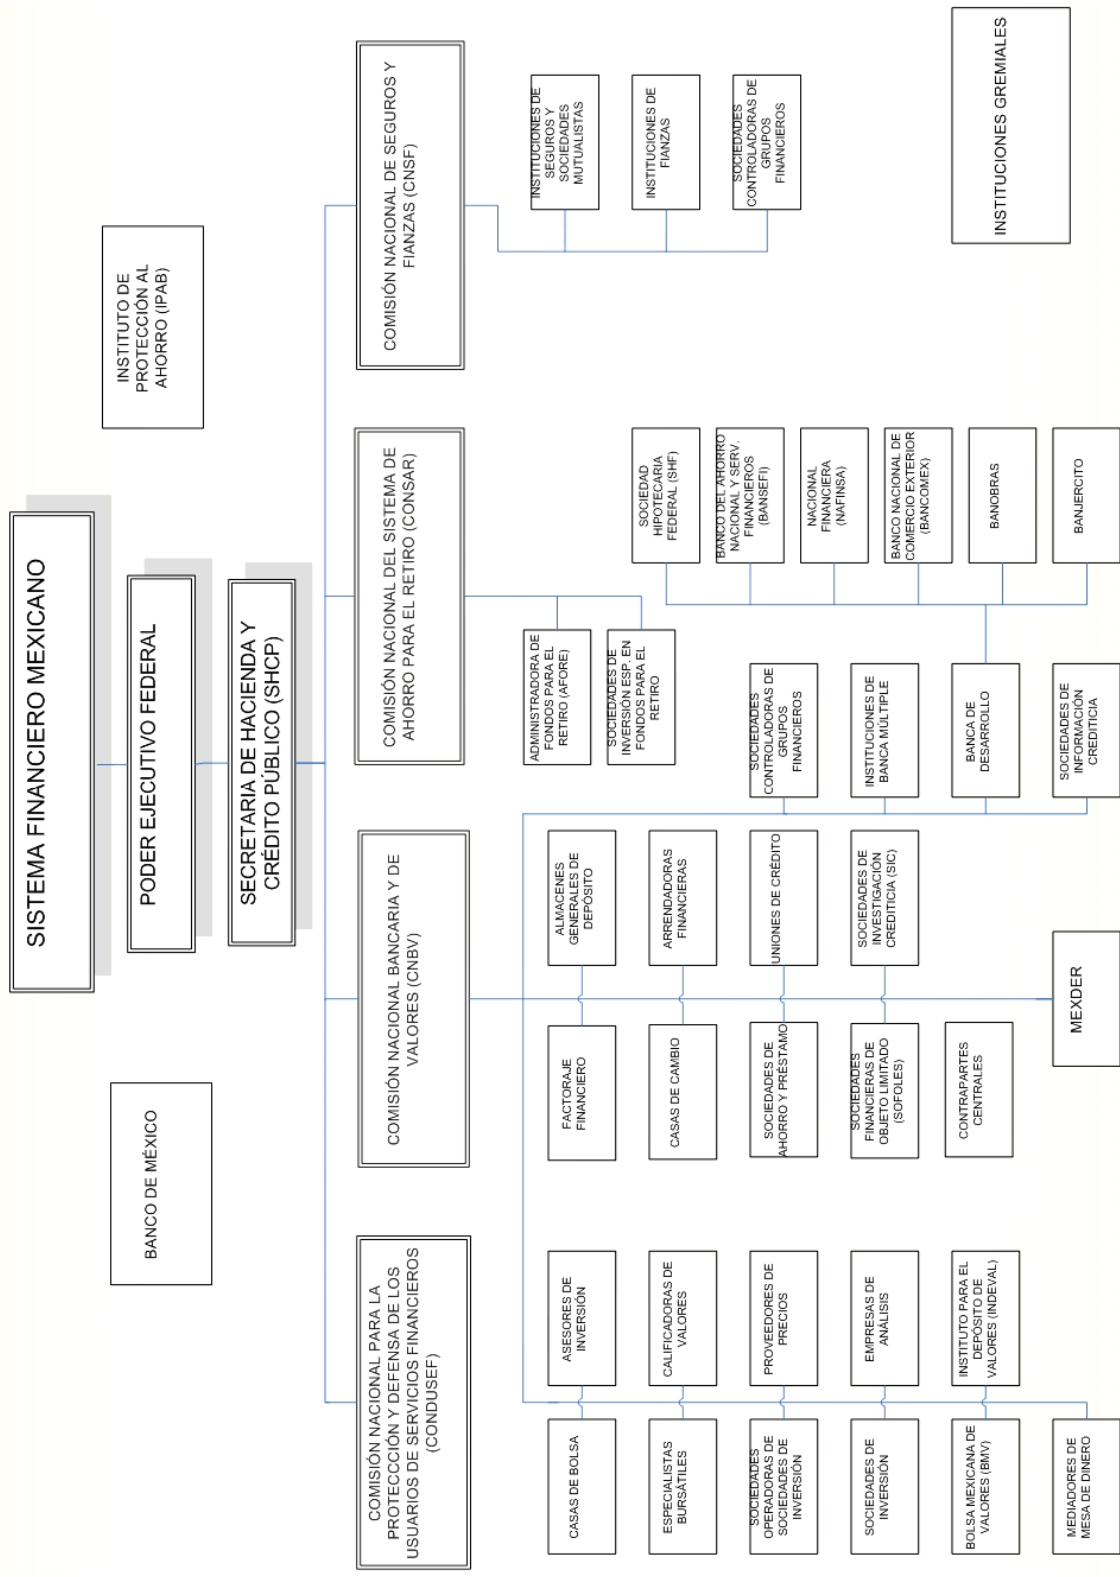 SISTEMA FINANCIERO MEXICANO
PODER EJECUTIVO FEDERAL
SECRETARIA DE HACIENDA Y
CRÉDITO PÚBLICO (SHCP)
BANCO DE MÉXICO
INSTITUTO DE
PROTECCIÓN AL
AHORRO (IPAB)
COMISIÓN NACIONAL PARA LA
PROTECCCIÓN Y DEFENSA DE LOS
USUARIOS DE SERVICIOS FINANCIEROS
(CONDUSEF)
COMISIÓN NACIONAL BANCARIA Y DE
VALORES (CNBV)
COMISIÓN NACIONAL DEL SISTEMA DE
AHORRO PARA EL RETIRO (CONSAR)
COMISIÓN NACIONAL DE SEGUROS Y
FIANZAS (CNSF)
CASAS DE BOLSA
ESPECIALISTAS
BURSÁTILES
SOCIEDADES
OPERADORAS DE
SOCIEDADES DE
INVERSIÓN
SOCIEDADES DE
INVERSIÓN
BOLSA MEXICANA DE
VALORES (BMV)
MEDIADORES DE
MESA DE DINERO
ASESORES DE
INVERSIÓN
CALIFICADORAS DE
VALORES
PROVEEDORES DE
PRECIOS
EMPRESAS DE
ANÁLISIS
INSTITUTO PARA EL
DEPÓSITO DE
VALORES (INDEVAL)
FACTORAJE
FINANCIERO
CASAS DE CAMBIO
SOCIEDADES DE
AHORRO Y PRÉSTAMO
SOCIEDADES
FINANCIERAS DE
OBJETO LIMITADO
(SOFOLES)
CONTRAPARTES
CENTRALES
MEXDER
ALMACENES
GENERALES DE
DEPÓSITO
ARRENDADORAS
FINANCIERAS
UNIONES DE CRÉDITO
SOCIEDADES DE
INVESTIGACIÓN
CREDITICIA (SIC)
SOCIEDADES
CONTROLADORAS DE
GRUPOS
FINANCIEROS
INSTITUCIONES DE
BANCA MÚLTIPLE
BANCA DE
DESARROLLO
SOCIEDADES DE
INFORMACIÓN
CREDITICIA
ADMINISTRADORA DE
FONDOS PARA EL
RETIRO (AFORE)
SOCIEDADES DE
INVERSIÓN ESP. EN
FONDOS PARA EL
RETIRO
SOCIEDAD
HIPOTECARIA
FEDERAL (SHF)
BANCO DEL AHORRO
NACIONAL Y SERV.
FINANCIEROS
(BANSEFI)
NACIONAL
FINANCIERA
(NAFINSA)
BANCO NACIONAL DE
COMERCIO EXTERIOR
(BANCOMEX)
BANOBRAS
BANJERCITO
INSTITUCIONES DE
SEGUROS Y
SOCIEDADES
MUTUALISTAS
INSTITUCIONES DE
FIANZAS
SOCIEDADES
CONTROLADORAS DE
GRUPOS
FINANCIEROS
INSTITUCIONES GREMIALES